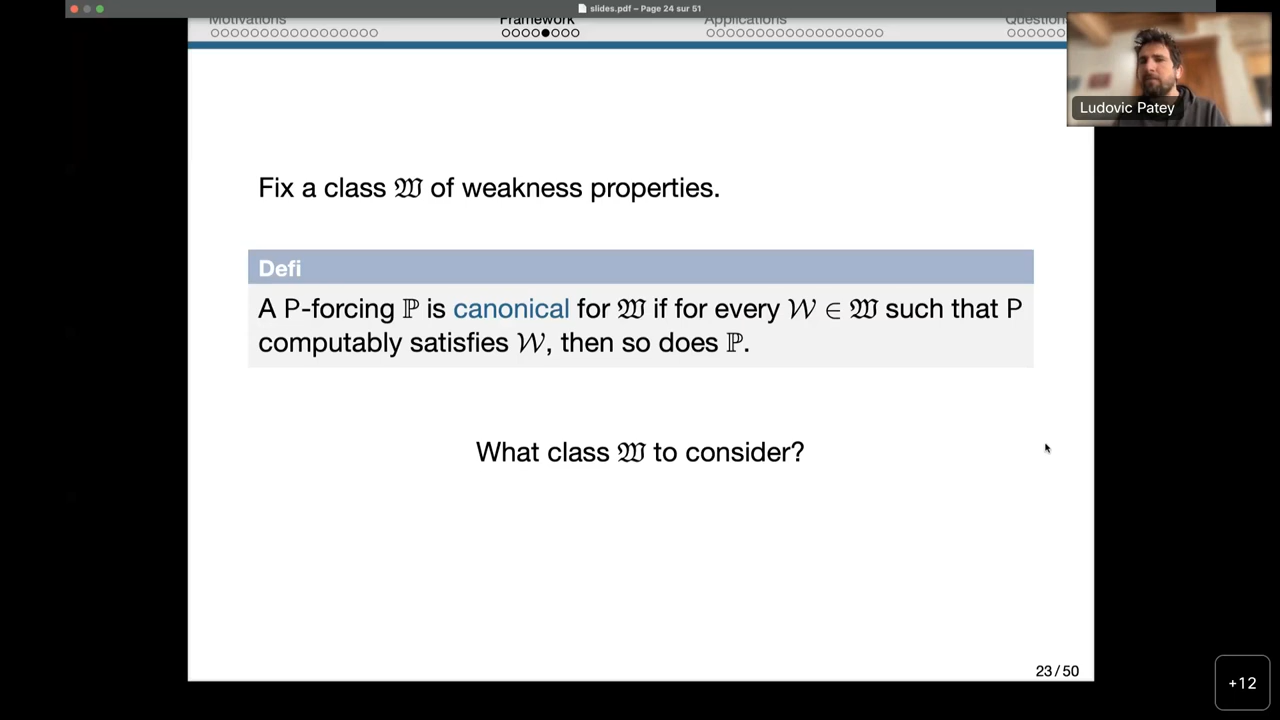 slides.pdf – Page 24 sur 51
Motivations Framework Applications Question
Ludovic Patey
Fix a class 𝔚 of weakness properties.
Defi
A P-forcing ℙ is canonical for 𝔚 if for every 𝒲 ∈ 𝔚 such that P
computably satisfies 𝒲, then so does ℙ.
What class 𝔚 to consider?
23 / 50
+12